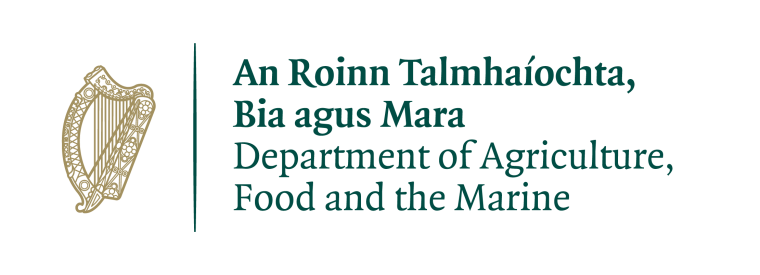 An Roinn Talmhaíochta,
Bia agus Mara
Department of Agriculture,
Food and the Marine